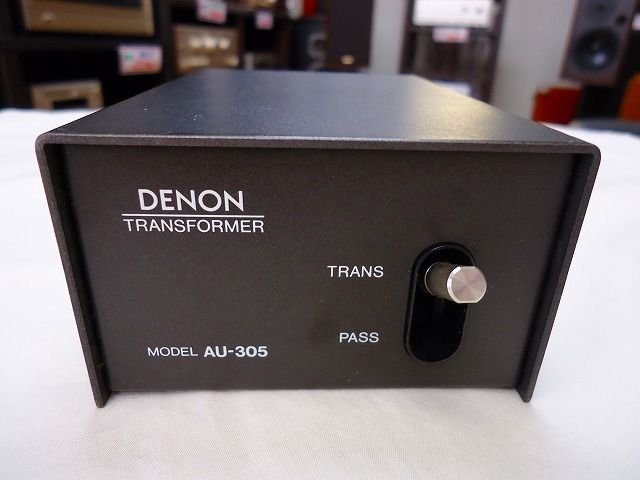 DENON
TRANSFORMER
TRANS
PASS
MODEL AU-305